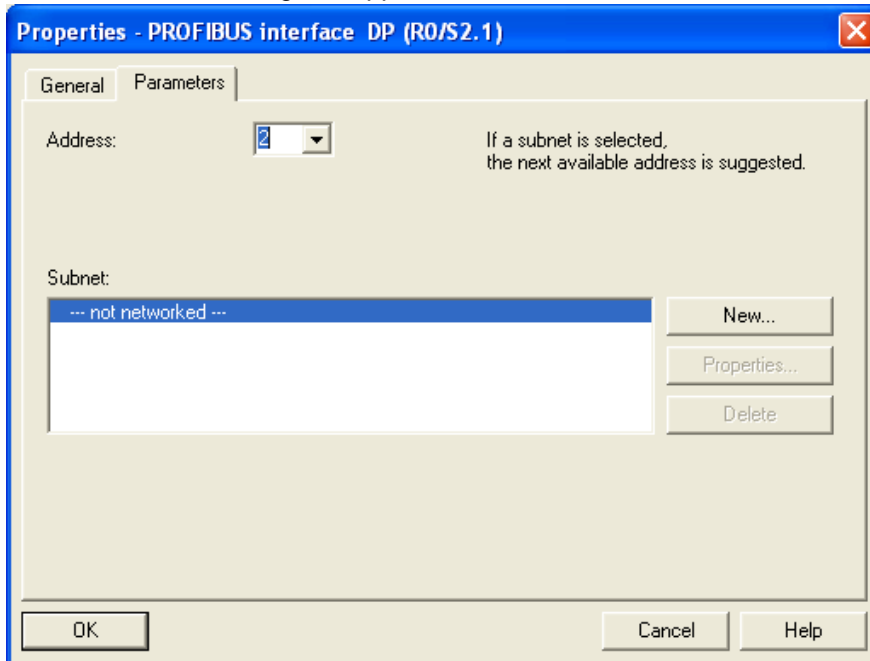 Properties - PROFIBUS interface DP (R0/S2.1)
General Parameters
Address: 2 If a subnet is selected,
the next available address is suggested.
Subnet:
--- not networked ---
New...
Properties...
Delete
OK Cancel Help